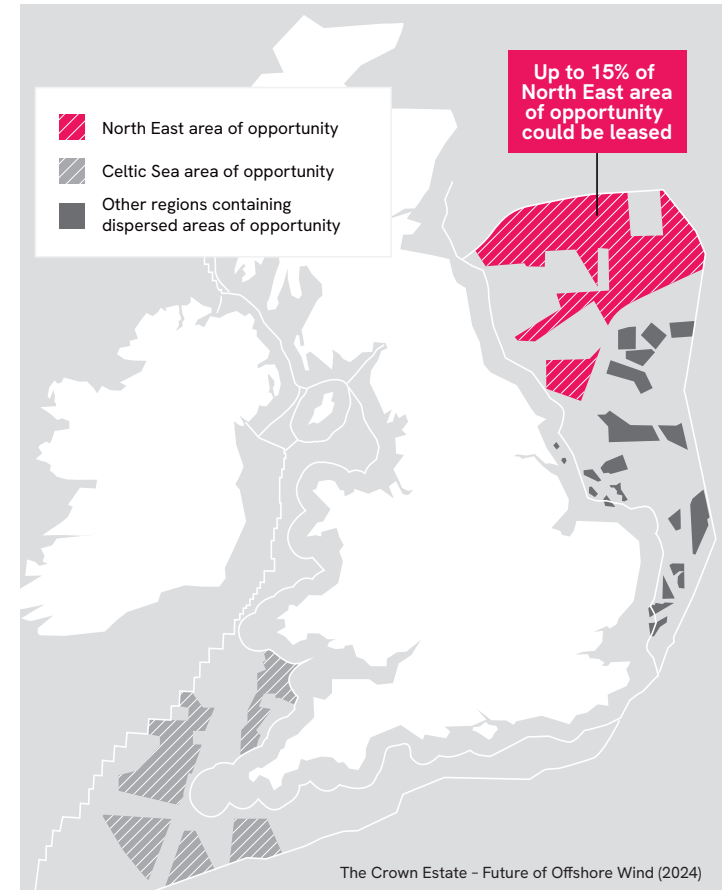 Up to 15% of
North East area
of opportunity
could be leased
North East area of opportunity
Celtic Sea area of opportunity
Other regions containing
dispersed areas of opportunity
The Crown Estate – Future of Offshore Wind (2024)